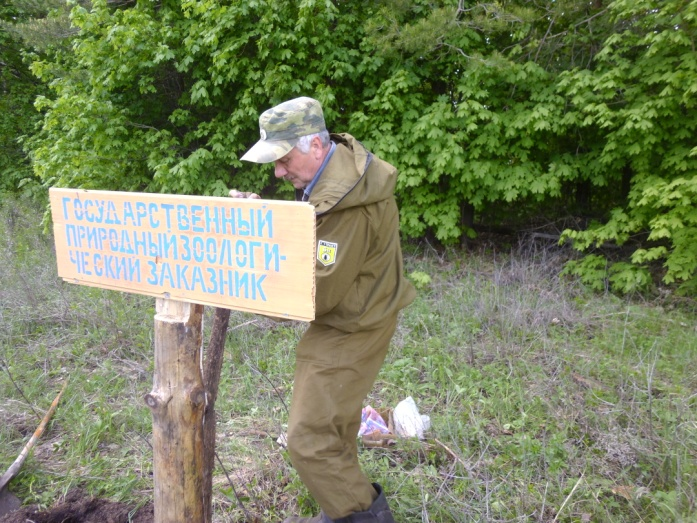 ГОСУДАРСТВЕННЫЙ
ПРИРОДНЫЙ ЗООЛОГИ-
ЧЕСКИЙ ЗАКАЗНИК